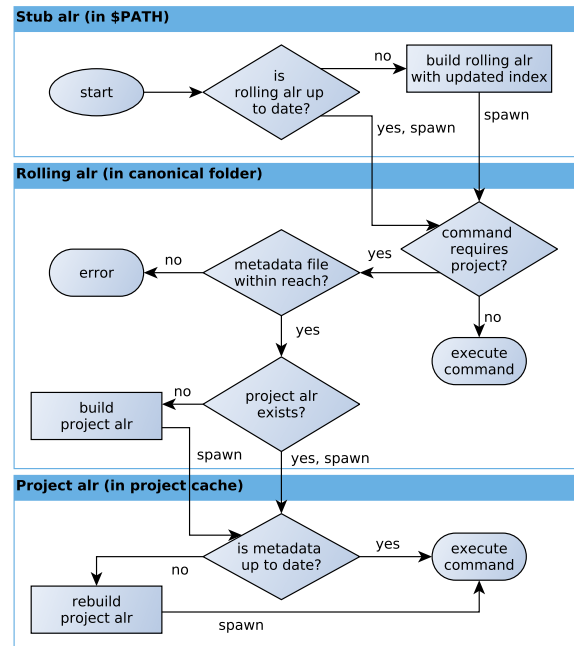 Stub alr (in $PATH)
start
is
rolling alr up
to date?
no
build rolling alr
with updated index
yes, spawn
spawn
Rolling alr (in canonical folder)
command
requires
project?
yes
no
execute
command
metadata file
within reach?
no
error
yes
project alr
exists?
no
build
project alr
spawn
yes, spawn
Project alr (in project cache)
is metadata
up to date?
yes
execute
command
no
rebuild
project alr
spawn